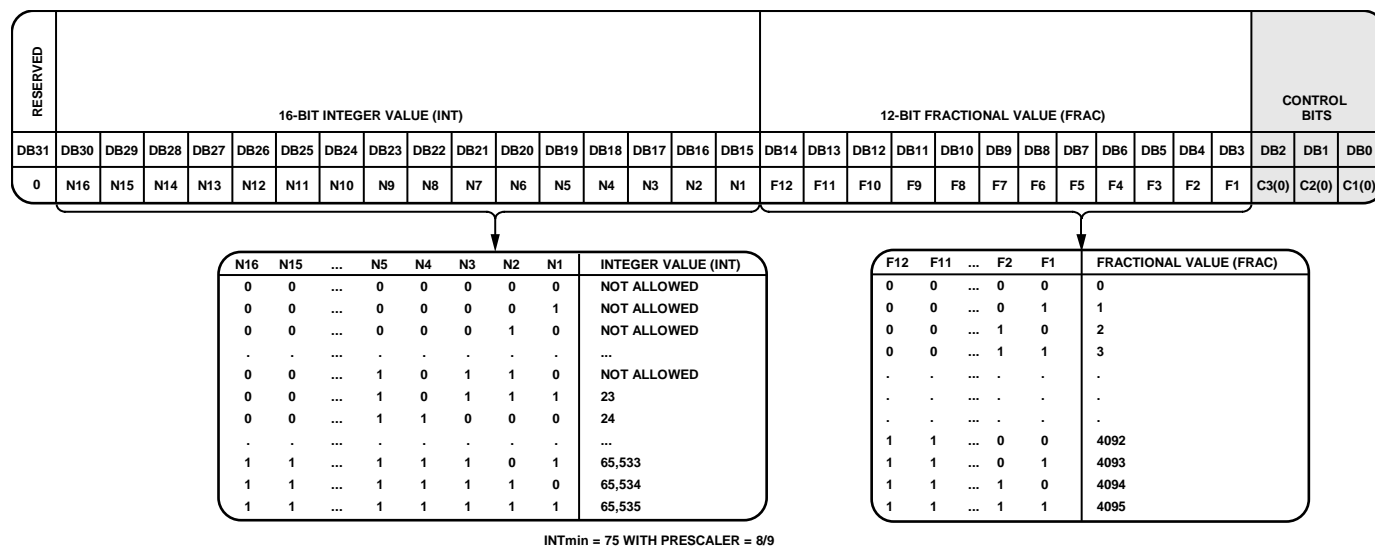 RESERVED
16-BIT INTEGER VALUE (INT) 12-BIT FRACTIONAL VALUE (FRAC) CONTROL
BITS
DB31 DB30 DB29 DB28 DB27 DB26 DB25 DB24 DB23 DB22 DB21 DB20 DB19 DB18 DB17 DB16 DB15 DB14 DB13 DB12 DB11 DB10 DB9 DB8 DB7 DB6 DB5 DB4 DB3 DB2 DB1 DB0
0 N16 N15 N14 N13 N12 N11 N10 N9 N8 N7 N6 N5 N4 N3 N2 N1 F12 F11 F10 F9 F8 F7 F6 F5 F4 F3 F2 F1 C3(0) C2(0) C1(0)
N16 N15 ... N5 N4 N3 N2 N1 INTEGER VALUE (INT)
0 0 ... 0 0 0 0 0 NOT ALLOWED
0 0 ... 0 0 0 0 1 NOT ALLOWED
0 0 ... 0 0 0 1 0 NOT ALLOWED
. . ... . . . . . ...
0 0 ... 1 0 1 1 0 NOT ALLOWED
0 0 ... 1 0 1 1 1 23
0 0 ... 1 1 0 0 0 24
. . ... . . . . . ...
1 1 ... 1 1 1 0 1 65,533
1 1 ... 1 1 1 1 0 65,534
1 1 ... 1 1 1 1 1 65,535
F12 F11 ... F2 F1 FRACTIONAL VALUE (FRAC)
0 0 ... 0 0 0
0 0 ... 0 1 1
0 0 ... 1 0 2
0 0 ... 1 1 3
. . ... . . .
. . ... . . .
. . ... . . .
1 1 ... 0 0 4092
1 1 ... 0 1 4093
1 1 ... 1 0 4094
1 1 ... 1 1 4095
INTmin = 75 WITH PRESCALER = 8/9